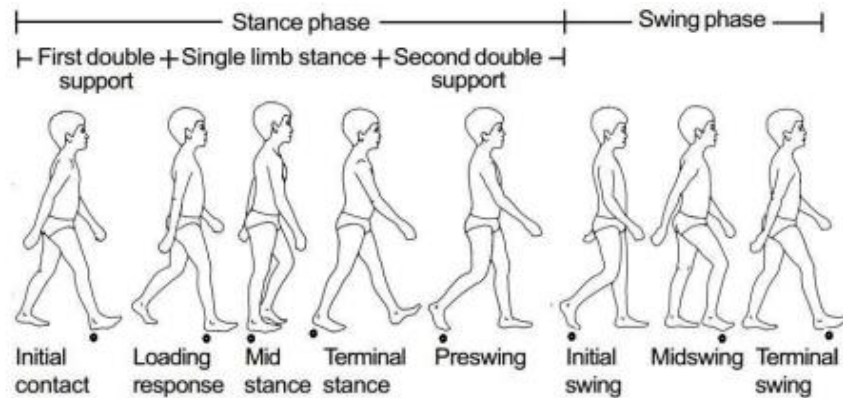 Stance phase
Swing phase
First double support
Single limb stance
Second double support
Initial contact
Loading response
Mid stance
Terminal stance
Preswing
Initial swing
Midswing
Terminal swing